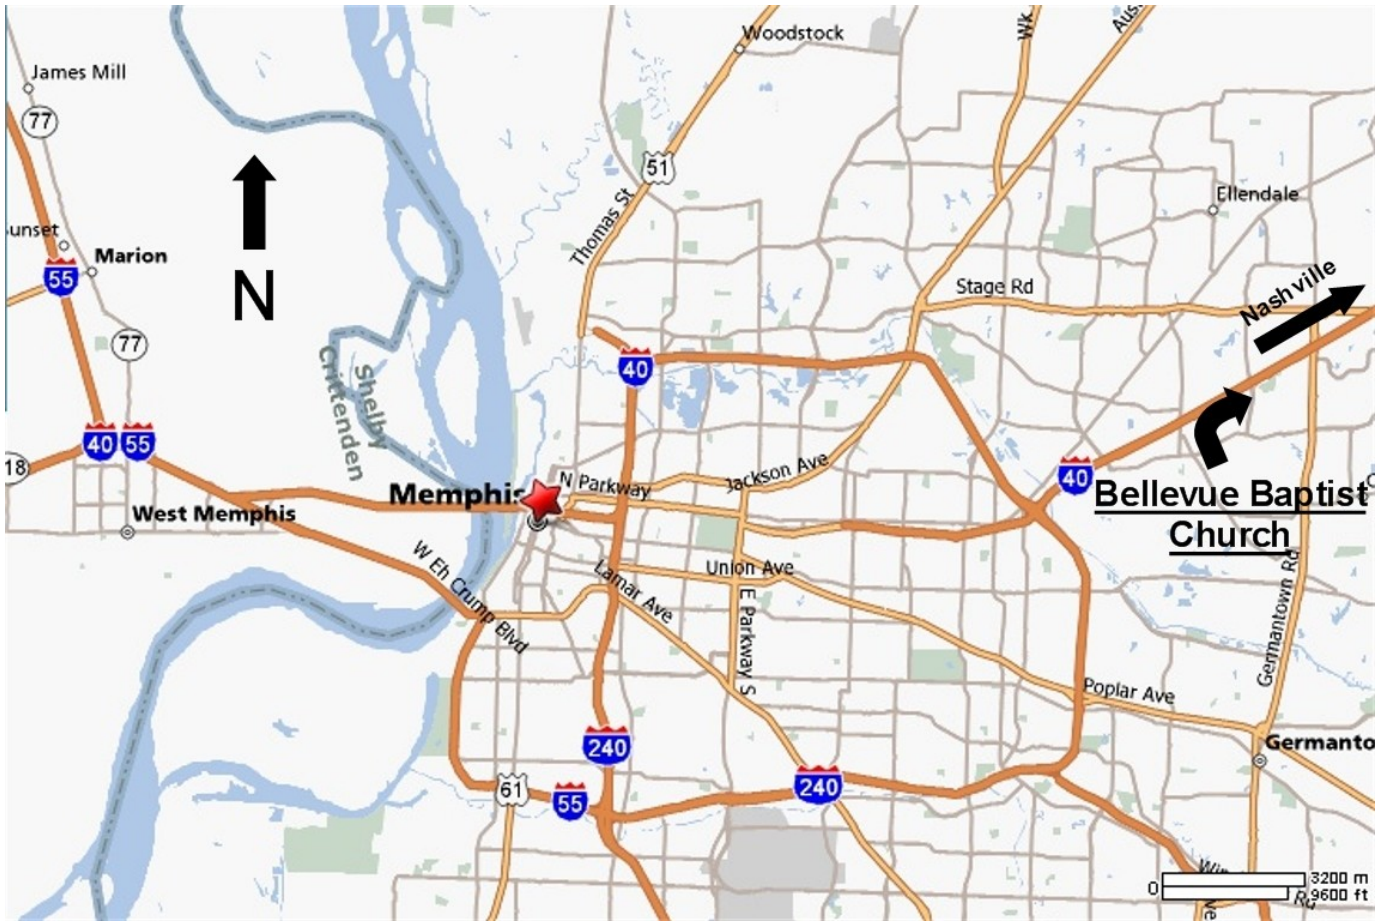 Woodstock
Wk
Aus
James Mill
77
51
Ellendale
Thomas St
unset
Marion
55
N
Stage Rd
Nashville
77
Shelby
Crittenden
40
40
55
18
Memphis
N Parkway
Jackson Ave
40
Bellevue Baptist
Church
West Memphis
W Eh Crump Blvd
Lamar Ave
Union Ave
E Parkway S
Germantown Rd
Poplar Ave
Germanto
240
61
55
240
0
3200 m
9600 ft